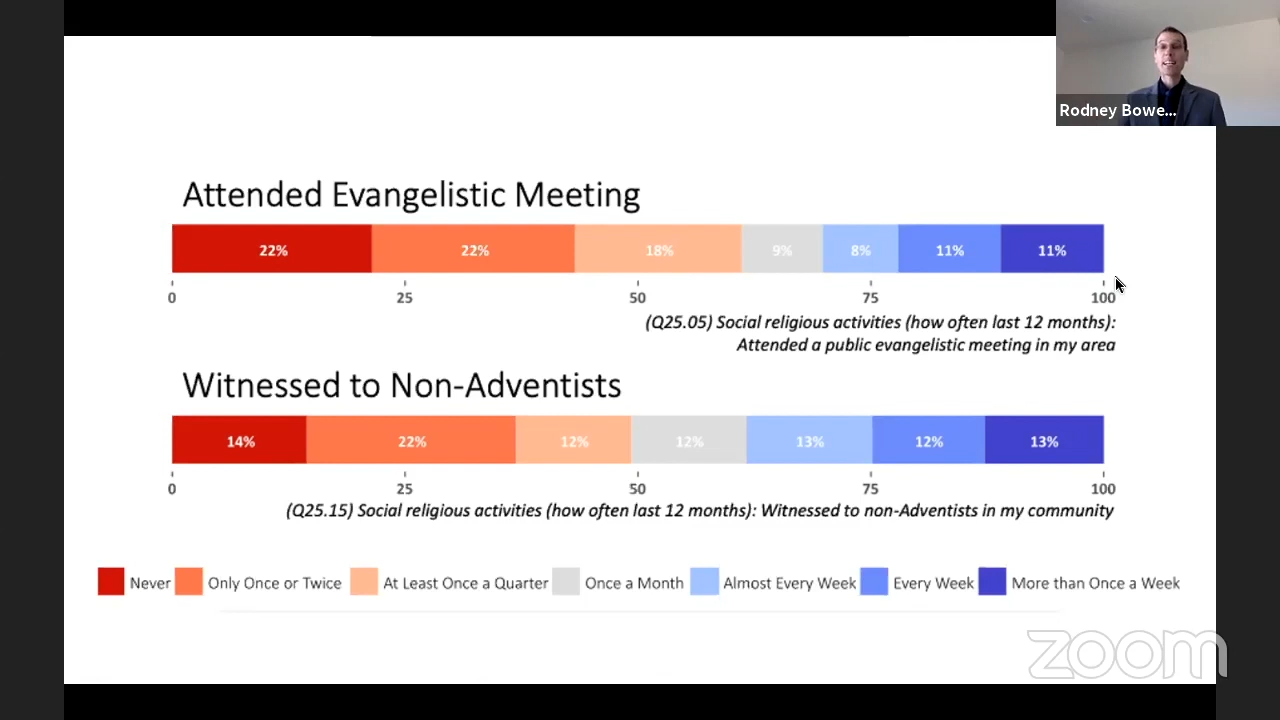 Rodney Bowe...
Attended Evangelistic Meeting
22% 22% 18% 9% 8% 11% 11%
0 25 50 75 100
(Q25.05) Social religious activities (how often last 12 months):
Attended a public evangelistic meeting in my area
Witnessed to Non-Adventists
14% 22% 12% 12% 13% 12% 13%
0 25 50 75 100
(Q25.15) Social religious activities (how often last 12 months): Witnessed to non-Adventists in my community
Never Only Once or Twice At Least Once a Quarter Once a Month Almost Every Week Every Week More than Once a Week
zoom